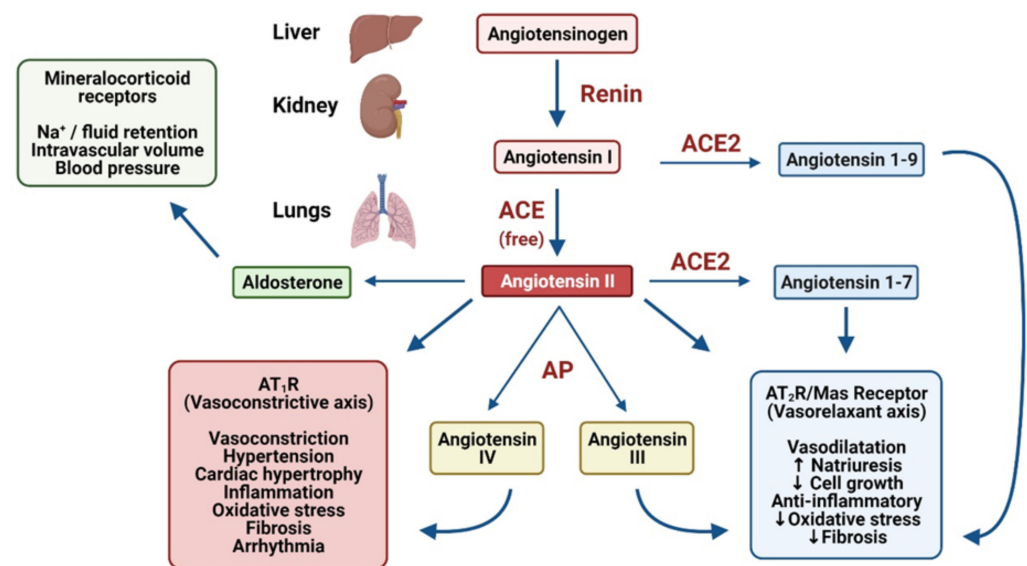 Liver
Angiotensinogen
Mineralocorticoid
receptors
Na⁺ / fluid retention
Intravascular volume
Blood pressure
Kidney
Renin
Angiotensin I
ACE2
Angiotensin 1-9
Lungs
ACE
(free)
Aldosterone
Angiotensin II
ACE2
Angiotensin 1-7
AT₁R
(Vasoconstrictive axis)
Vasoconstriction
Hypertension
Cardiac hypertrophy
Inflammation
Oxidative stress
Fibrosis
Arrhythmia
AP
Angiotensin
IV
Angiotensin
III
AT₂R/Mas Receptor
(Vasorelaxant axis)
Vasodilatation
↑ Natriuresis
↓ Cell growth
Anti-inflammatory
↓Oxidative stress
↓Fibrosis